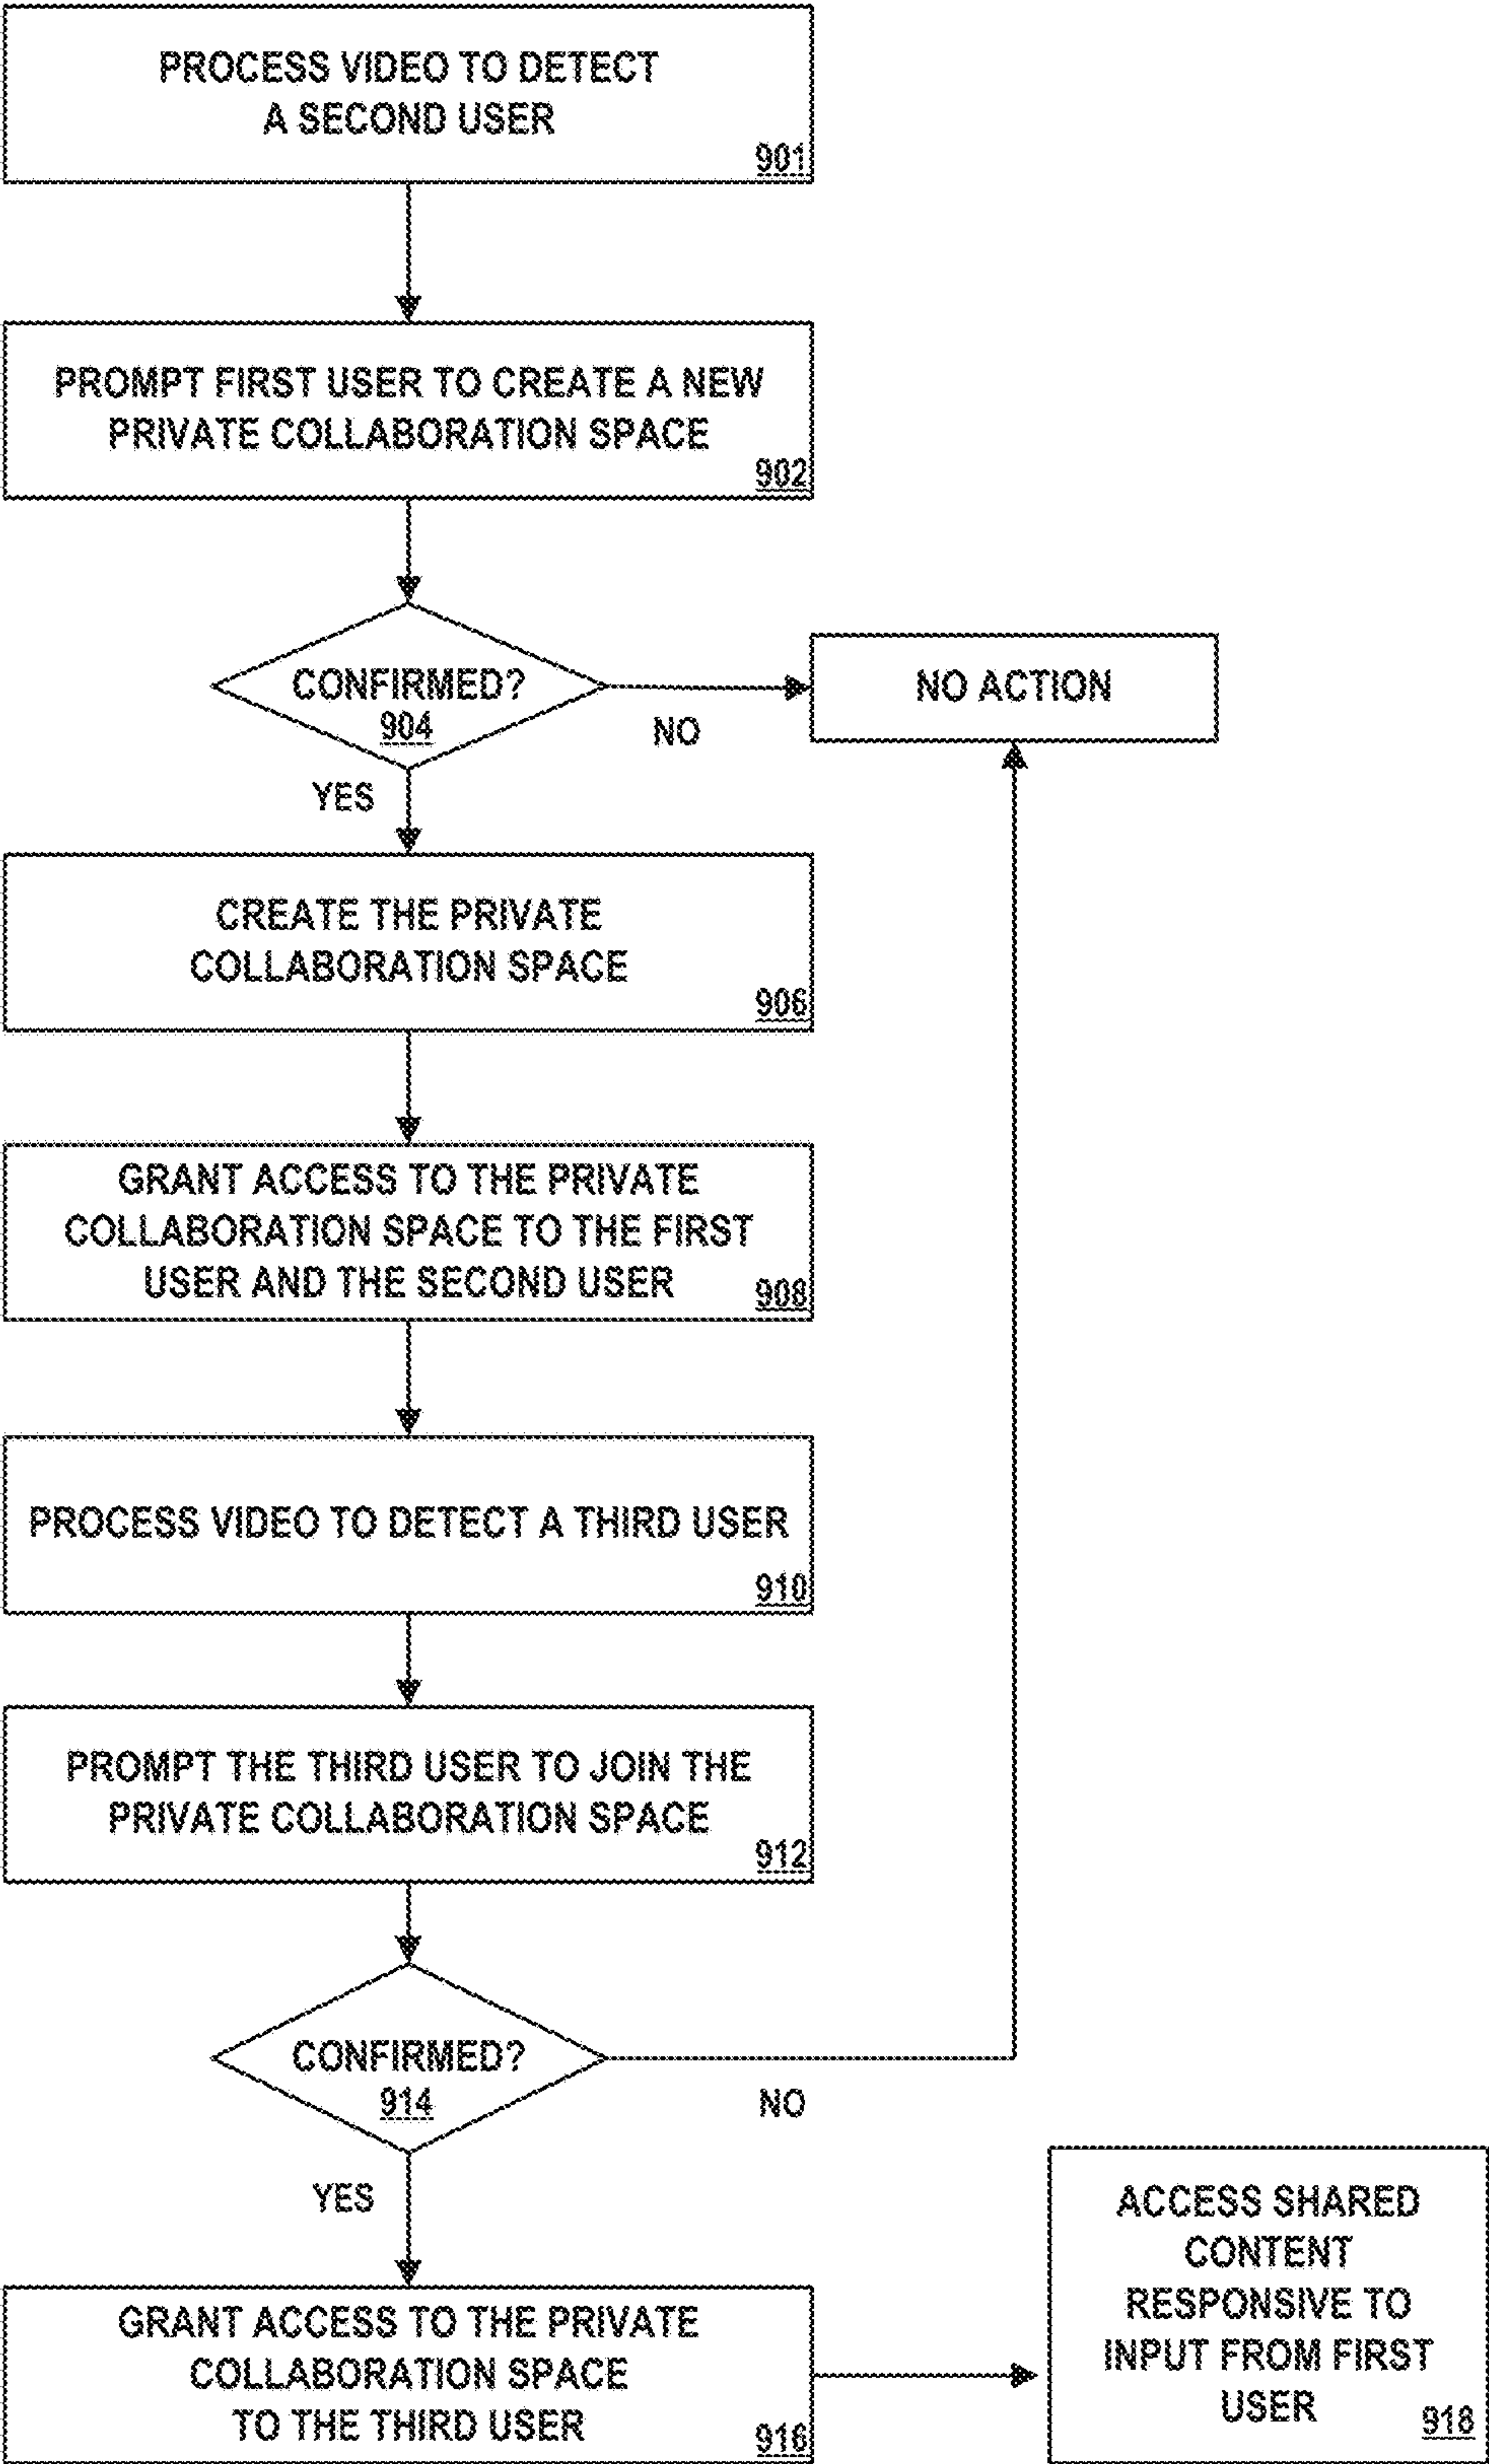 PROCESS VIDEO TO DETECT
A SECOND USER
901
PROMPT FIRST USER TO CREATE A NEW
PRIVATE COLLABORATION SPACE
902
CONFIRMED?
904
NO
NO ACTION
YES
CREATE THE PRIVATE
COLLABORATION SPACE
906
GRANT ACCESS TO THE PRIVATE
COLLABORATION SPACE TO THE FIRST
USER AND THE SECOND USER
908
PROCESS VIDEO TO DETECT A THIRD USER
910
PROMPT THE THIRD USER TO JOIN THE
PRIVATE COLLABORATION SPACE
912
CONFIRMED?
914
NO
YES
GRANT ACCESS TO THE PRIVATE
COLLABORATION SPACE
TO THE THIRD USER
916
ACCESS SHARED
CONTENT
RESPONSIVE TO
INPUT FROM FIRST
USER
918